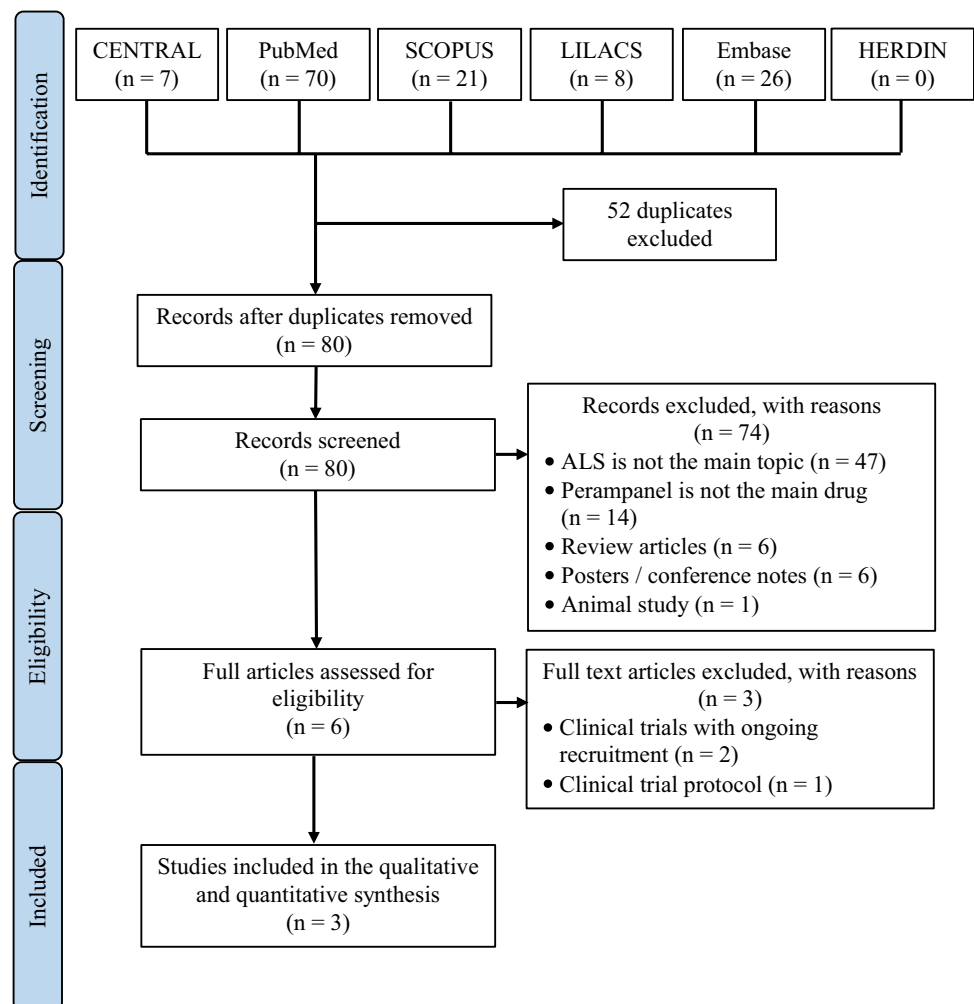 Identification
CENTRAL
(n = 7)
PubMed
(n = 70)
SCOPUS
(n = 21)
LILACS
(n = 8)
Embase
(n = 26)
HERDIN
(n = 0)
52 duplicates
excluded
Screening
Records after duplicates removed
(n = 80)
Records screened
(n = 80)
Records excluded, with reasons
(n = 74)
• ALS is not the main topic (n = 47)
• Perampanel is not the main drug
(n = 14)
• Review articles (n = 6)
• Posters / conference notes (n = 6)
• Animal study (n = 1)
Eligibility
Full articles assessed for
eligibility
(n = 6)
Full text articles excluded, with reasons
(n = 3)
• Clinical trials with ongoing
recruitment (n = 2)
• Clinical trial protocol (n = 1)
Included
Studies included in the qualitative
and quantitative synthesis
(n = 3)